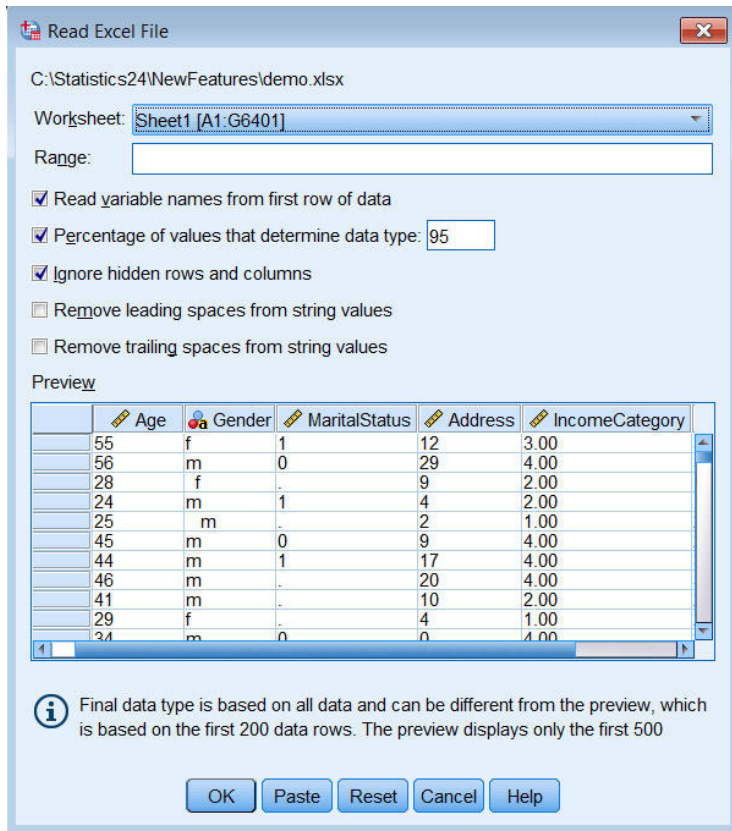 Read Excel File
C:\Statistics24\NewFeatures\demo.xlsx
Worksheet: Sheet1 [A1:G6401]
Range:
Read variable names from first row of data
Percentage of values that determine data type: 95
Ignore hidden rows and columns
Remove leading spaces from string values
Remove trailing spaces from string values
Preview
Age Gender MaritalStatus Address IncomeCategory
55 f 1 12 3.00
56 m 0 29 4.00
28 f . 9 2.00
24 m 1 4 2.00
25 m . 2 1.00
45 m 0 9 4.00
44 m 1 17 4.00
46 m . 20 4.00
41 m . 10 2.00
29 f . 4 1.00
34 m 0 0 4.00
Final data type is based on all data and can be different from the preview, which
is based on the first 200 data rows. The preview displays only the first 500
OK Paste Reset Cancel Help